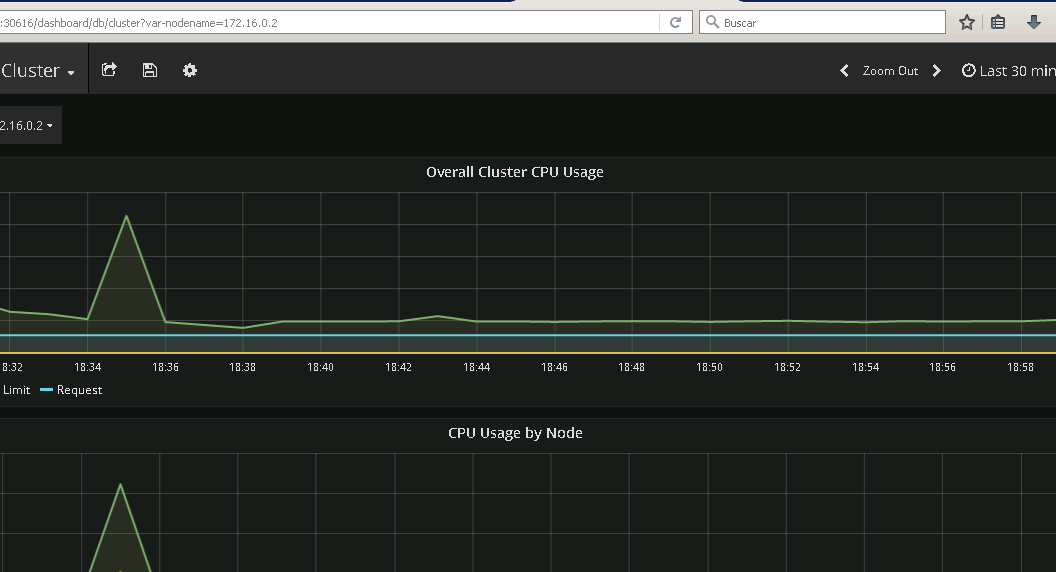 :30616/dashboard/db/cluster?var-nodename=172.16.0.2
Buscar
Cluster
Zoom Out
Last 30 min
2.16.0.2
Overall Cluster CPU Usage
8:32 18:34 18:36 18:38 18:40 18:42 18:44 18:46 18:48 18:50 18:52 18:54 18:56 18:58
Limit Request
CPU Usage by Node